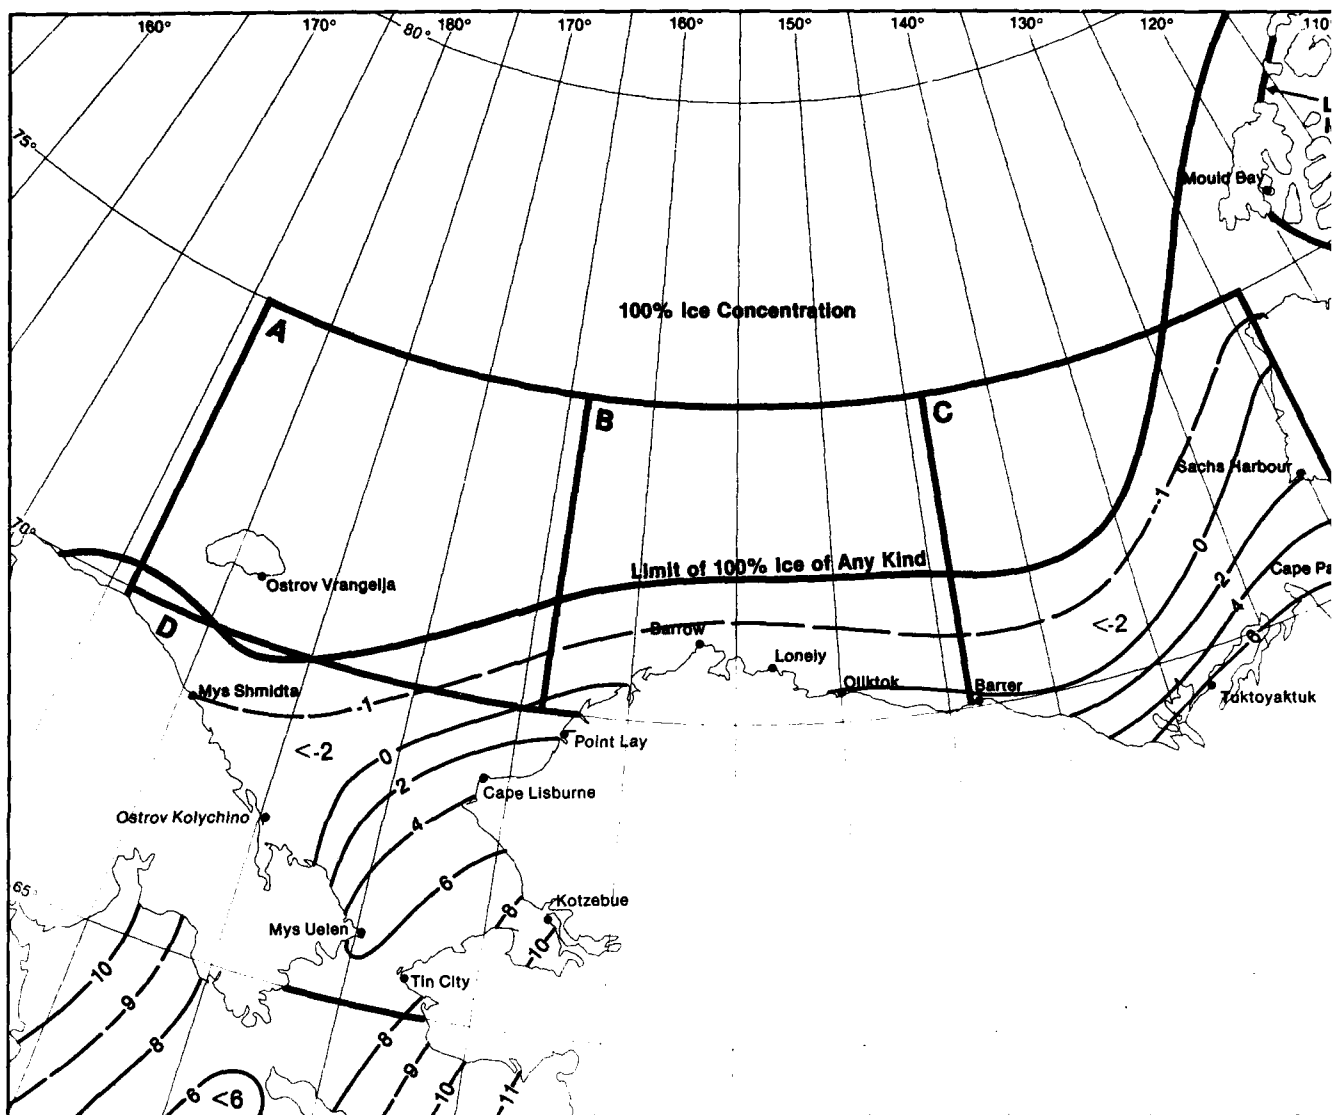 160°
170°
80°
170°
160°
150°
140°
130°
120°
110°
75°
L
Mould Bay
100% Ice Concentration
A
B
C
Sachs Harbour
-1
70°
0
Limit of 100% Ice of Any Kind
Ostrov Vrangelja
2
Cape Pa
4
D
<-2
6
Barrow
Lonely
Mys Shmidta
Oliktok
Barter
Tuktoyaktuk
-1
<-2
0
Point Lay
2
Cape Lisburne
Ostrov Kolychino
4
65°
6
8
Kotzebue
Mys Uelen
10
10
Tin City
9
8
8
9
6
<6
10
11